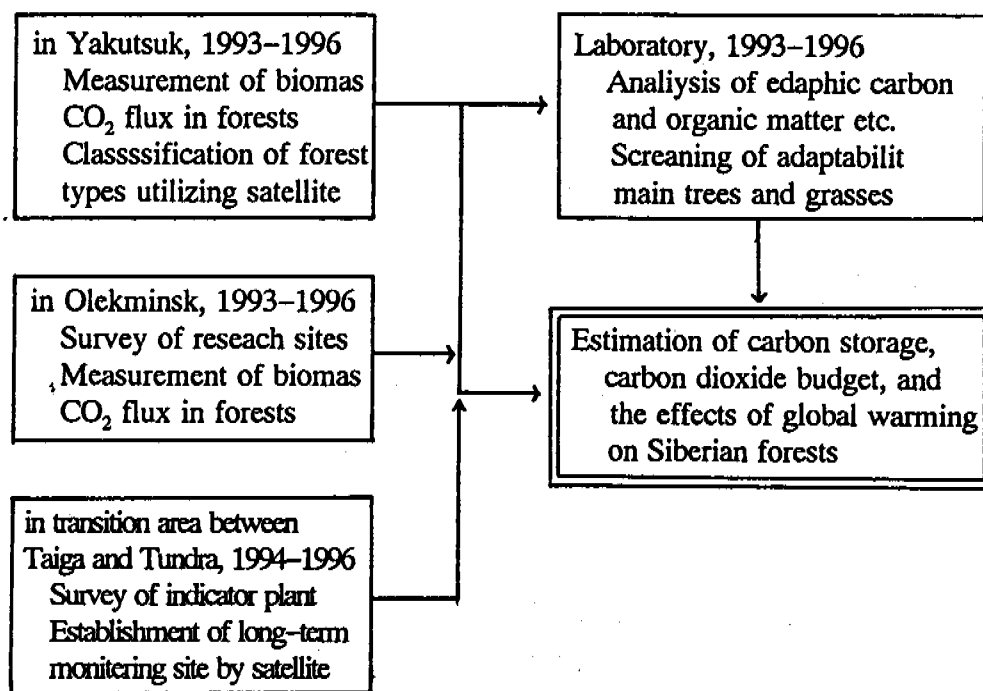 in Yakutsuk, 1993–1996
Measurement of biomas
CO₂ flux in forests
Classssification of forest
types utilizing satellite
in Olekminsk, 1993–1996
Survey of reseach sites
Measurement of biomas
CO₂ flux in forests
in transition area between
Taiga and Tundra, 1994–1996
Survey of indicator plant
Establishment of long–term
monitering site by satellite
Laboratory, 1993–1996
Analiysis of edaphic carbon
and organic matter etc.
Screaning of adaptabilit
main trees and grasses
Estimation of carbon storage,
carbon dioxide budget, and
the effects of global warming
on Siberian forests